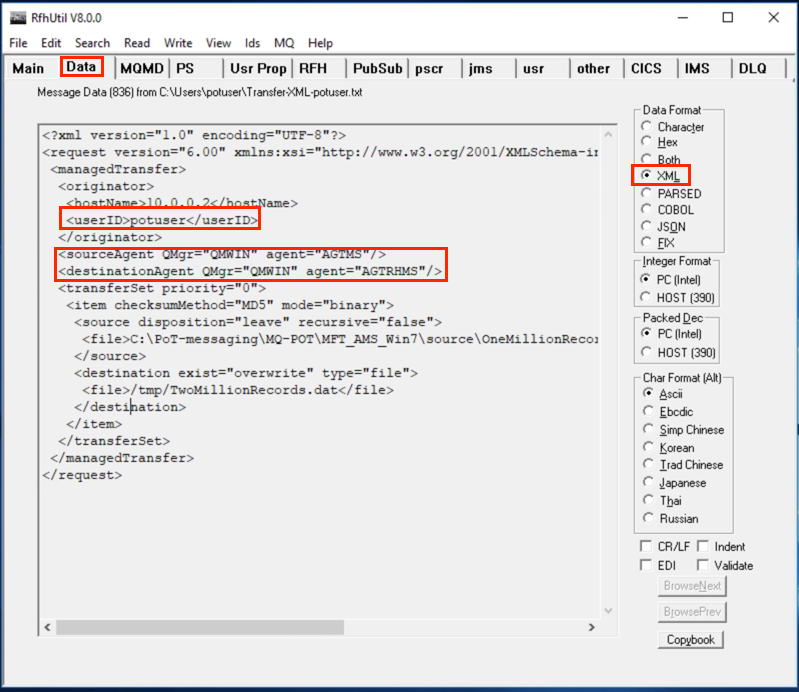 RfhUtil V8.0.0
File Edit Search Read Write View Ids MQ Help
Main Data MQMD PS Usr Prop RFH PubSub pscr jms usr other CICS IMS DLQ
Message Data (836) from C:\Users\potuser\Transfer-XML-potuser.txt
<?xml version="1.0" encoding="UTF-8"?>
<request version="6.00" xmlns:xsi="http://www.w3.org/2001/XMLSchema-in
<managedTransfer>
<originator>
<hostName>10.0.0.2</hostName>
<userID>potuser</userID>
</originator>
<sourceAgent QMgr="QMWIN" agent="AGTMS"/>
<destinationAgent QMgr="QMWIN" agent="AGTRHMS"/>
<transferSet priority="0">
<item checksumMethod="MD5" mode="binary">
<source disposition="leave" recursive="false">
<file>C:\PoT-messaging\MQ-POT\MFT_AMS_Win7\source\OneMillionRecor
</source>
<destination exist="overwrite" type="file">
<file>/tmp/TwoMillionRecords.dat</file>
</destination>
</item>
</transferSet>
</managedTransfer>
</request>
Data Format
Character
Hex
Both
XML
PARSED
COBOL
JSON
FIX
Integer Format
PC (Intel)
HOST (390)
Packed Dec
PC (Intel)
HOST (390)
Char Format (Alt)
Ascii
Ebcdic
Simp Chinese
Korean
Trad Chinese
Japanese
Thai
Russian
CR/LF Indent
EDI Validate
BrowseNext
BrowsePrev
Copybook